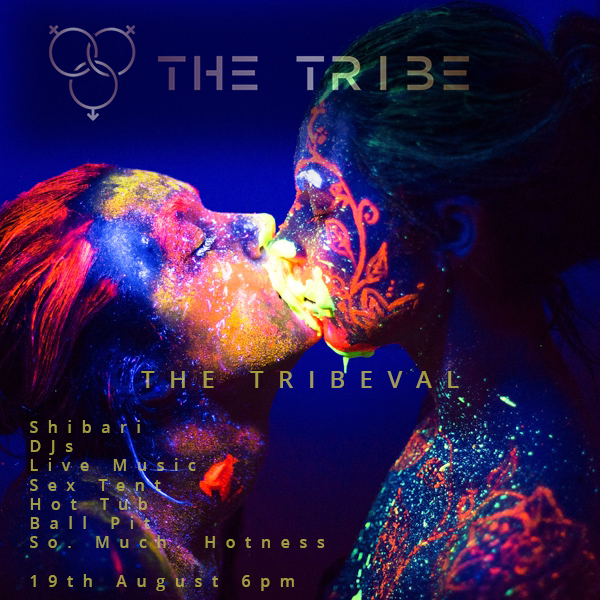 THE TRIBE
THE TRIBEVAL
Shibari
DJs
Live Music
Sex Tent
Hot Tub
Ball Pit
So. Much. Hotness
19th August 6pm